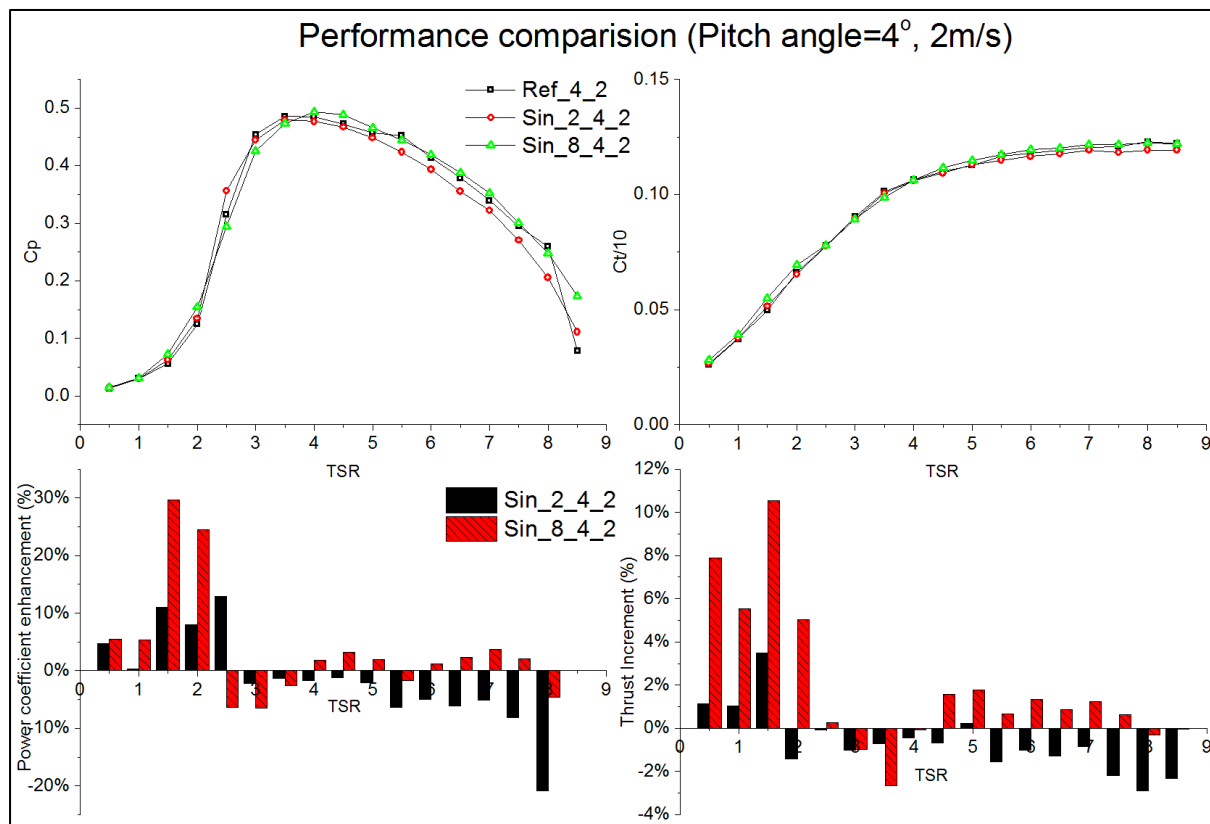 Performance comparision (Pitch angle=4°, 2m/s)
Ref_4_2
Sin_2_4_2
Sin_8_4_2
Cp
0.5
0.4
0.3
0.2
0.1
0.0
0 1 2 3 4 5 6 7 8 9
TSR
Ct/10
0.15
0.10
0.05
0.00
0 1 2 3 4 5 6 7 8 9
TSR
Sin_2_4_2
Sin_8_4_2
Power coefficient enhancement (%)
30%
20%
10%
0%
-10%
-20%
0 1 2 3 4 5 6 7 8 9
TSR
Thrust Increment (%)
12%
10%
8%
6%
4%
2%
0%
-2%
-4%
0 1 2 3 4 5 6 7 8 9
TSR